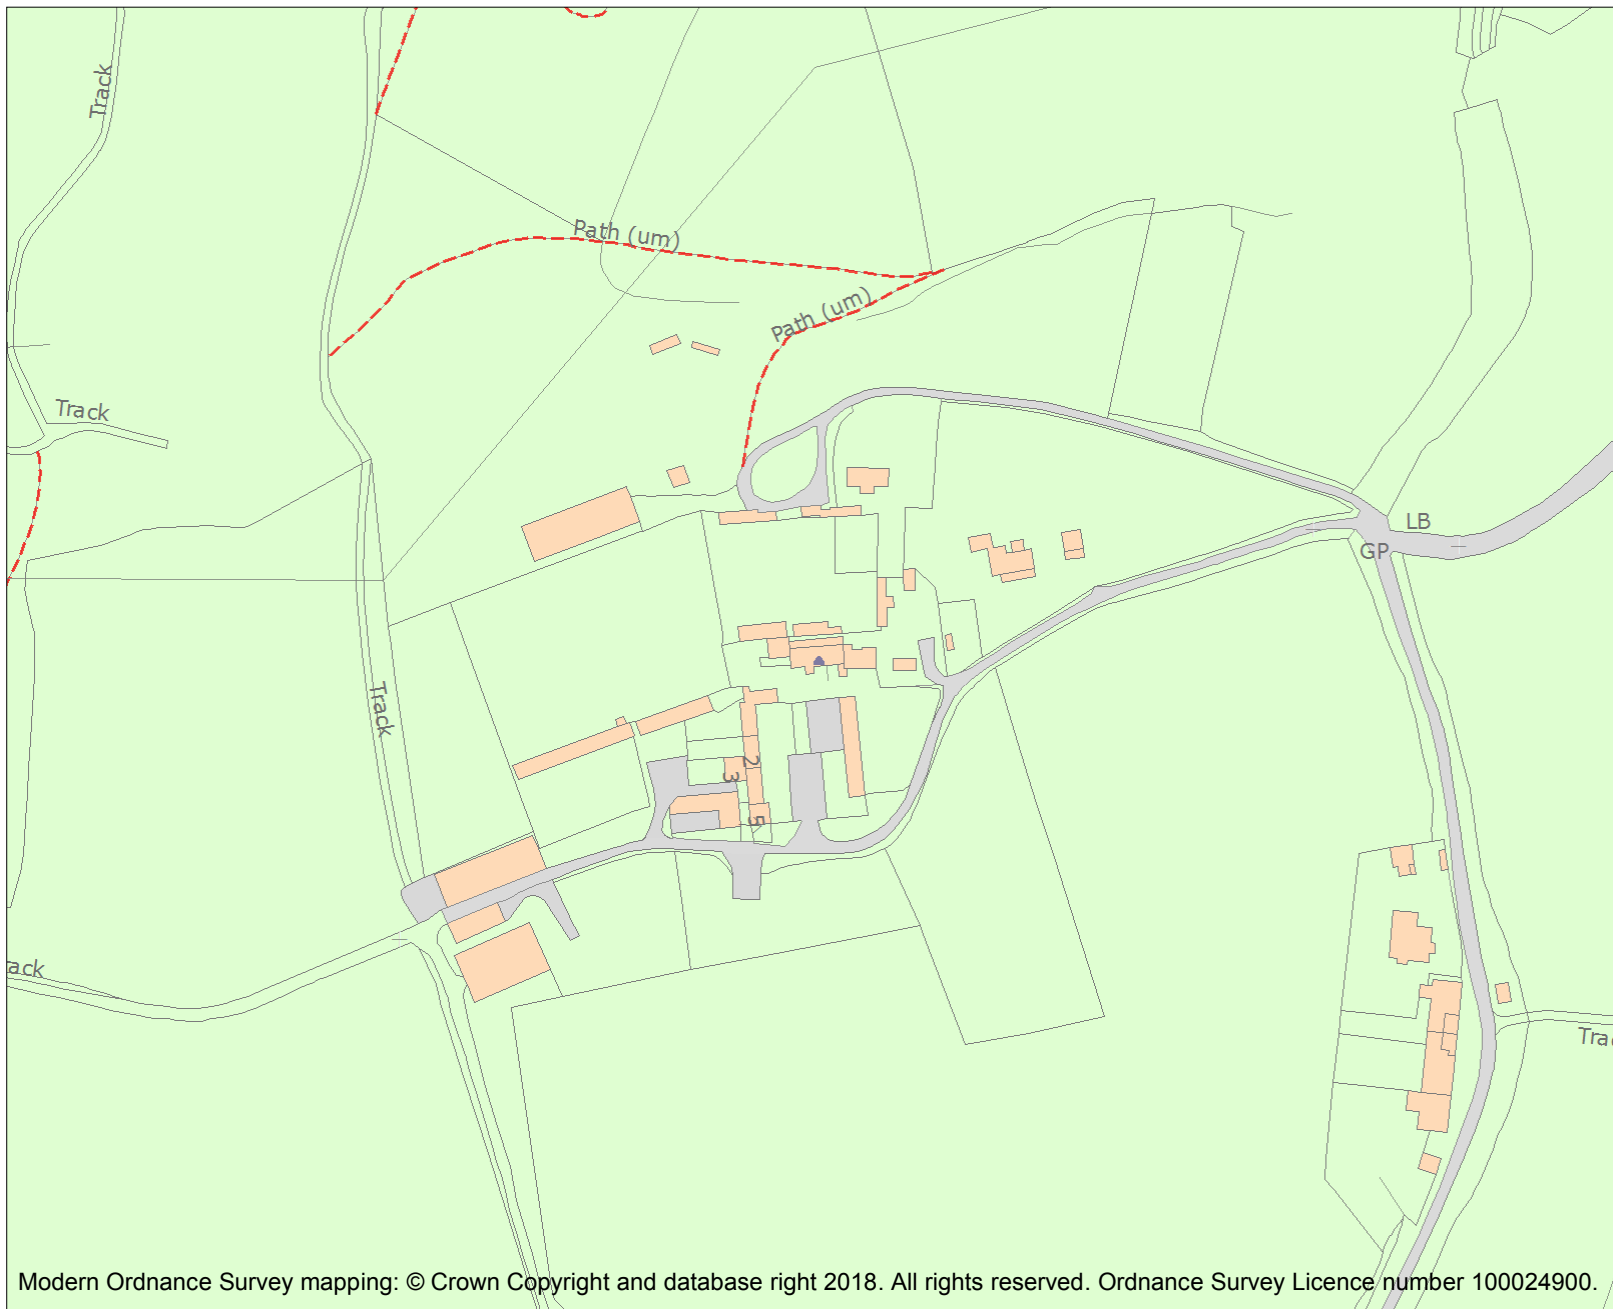 Track
Path (um)
Path (um)
Track
LB
GP
Track
2
3
5
ack
Tra
Modern Ordnance Survey mapping: © Crown Copyright and database right 2018. All rights reserved. Ordnance Survey Licence number 100024900.